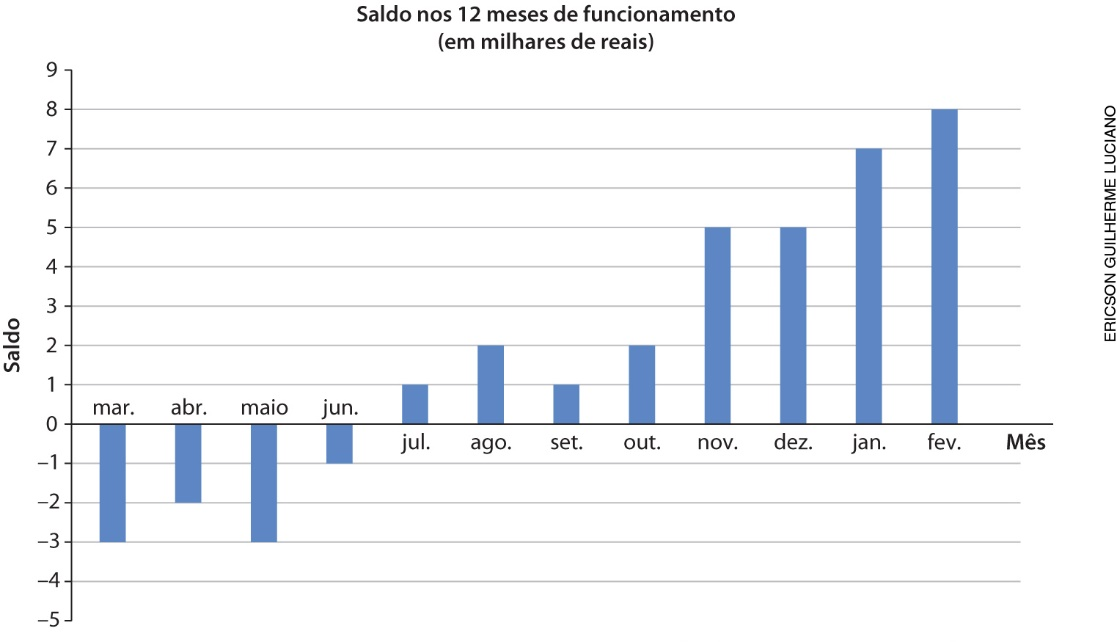 Saldo nos 12 meses de funcionamento
(em milhares de reais)
9
8
7
6
5
4
3
2
1
0
–1
–2
–3
–4
–5
Saldo
mar. abr. maio jun.
jul. ago. set. out. nov. dez. jan. fev. Mês
ERICSON GUILHERME LUCIANO